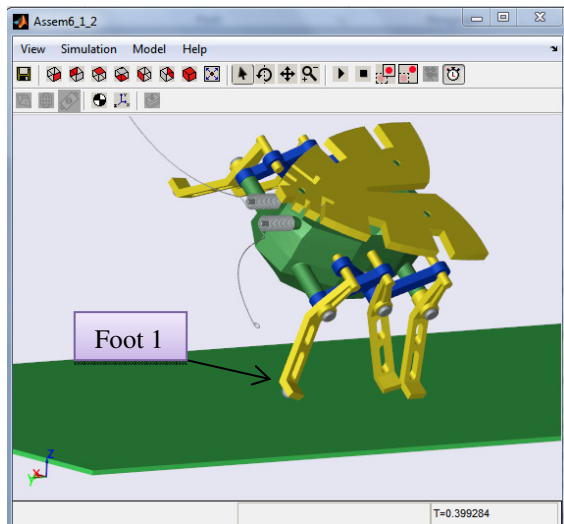 Assem6_1_2
View Simulation Model Help
Foot 1
Z
X
Y
T=0.399284